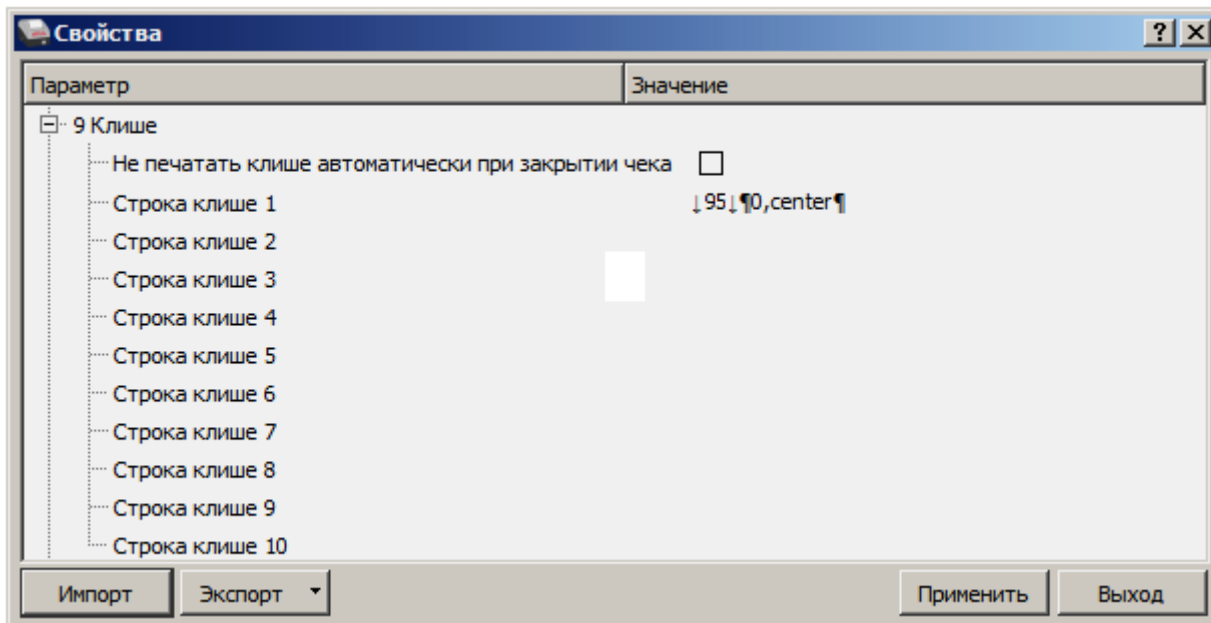 Свойства
Параметр Значение
9 Клише
Не печатать клише автоматически при закрытии чека
Строка клише 1 ↓95↓¶0,center¶
Строка клише 2
Строка клише 3
Строка клише 4
Строка клише 5
Строка клише 6
Строка клише 7
Строка клише 8
Строка клише 9
Строка клише 10
Импорт Экспорт Применить Выход